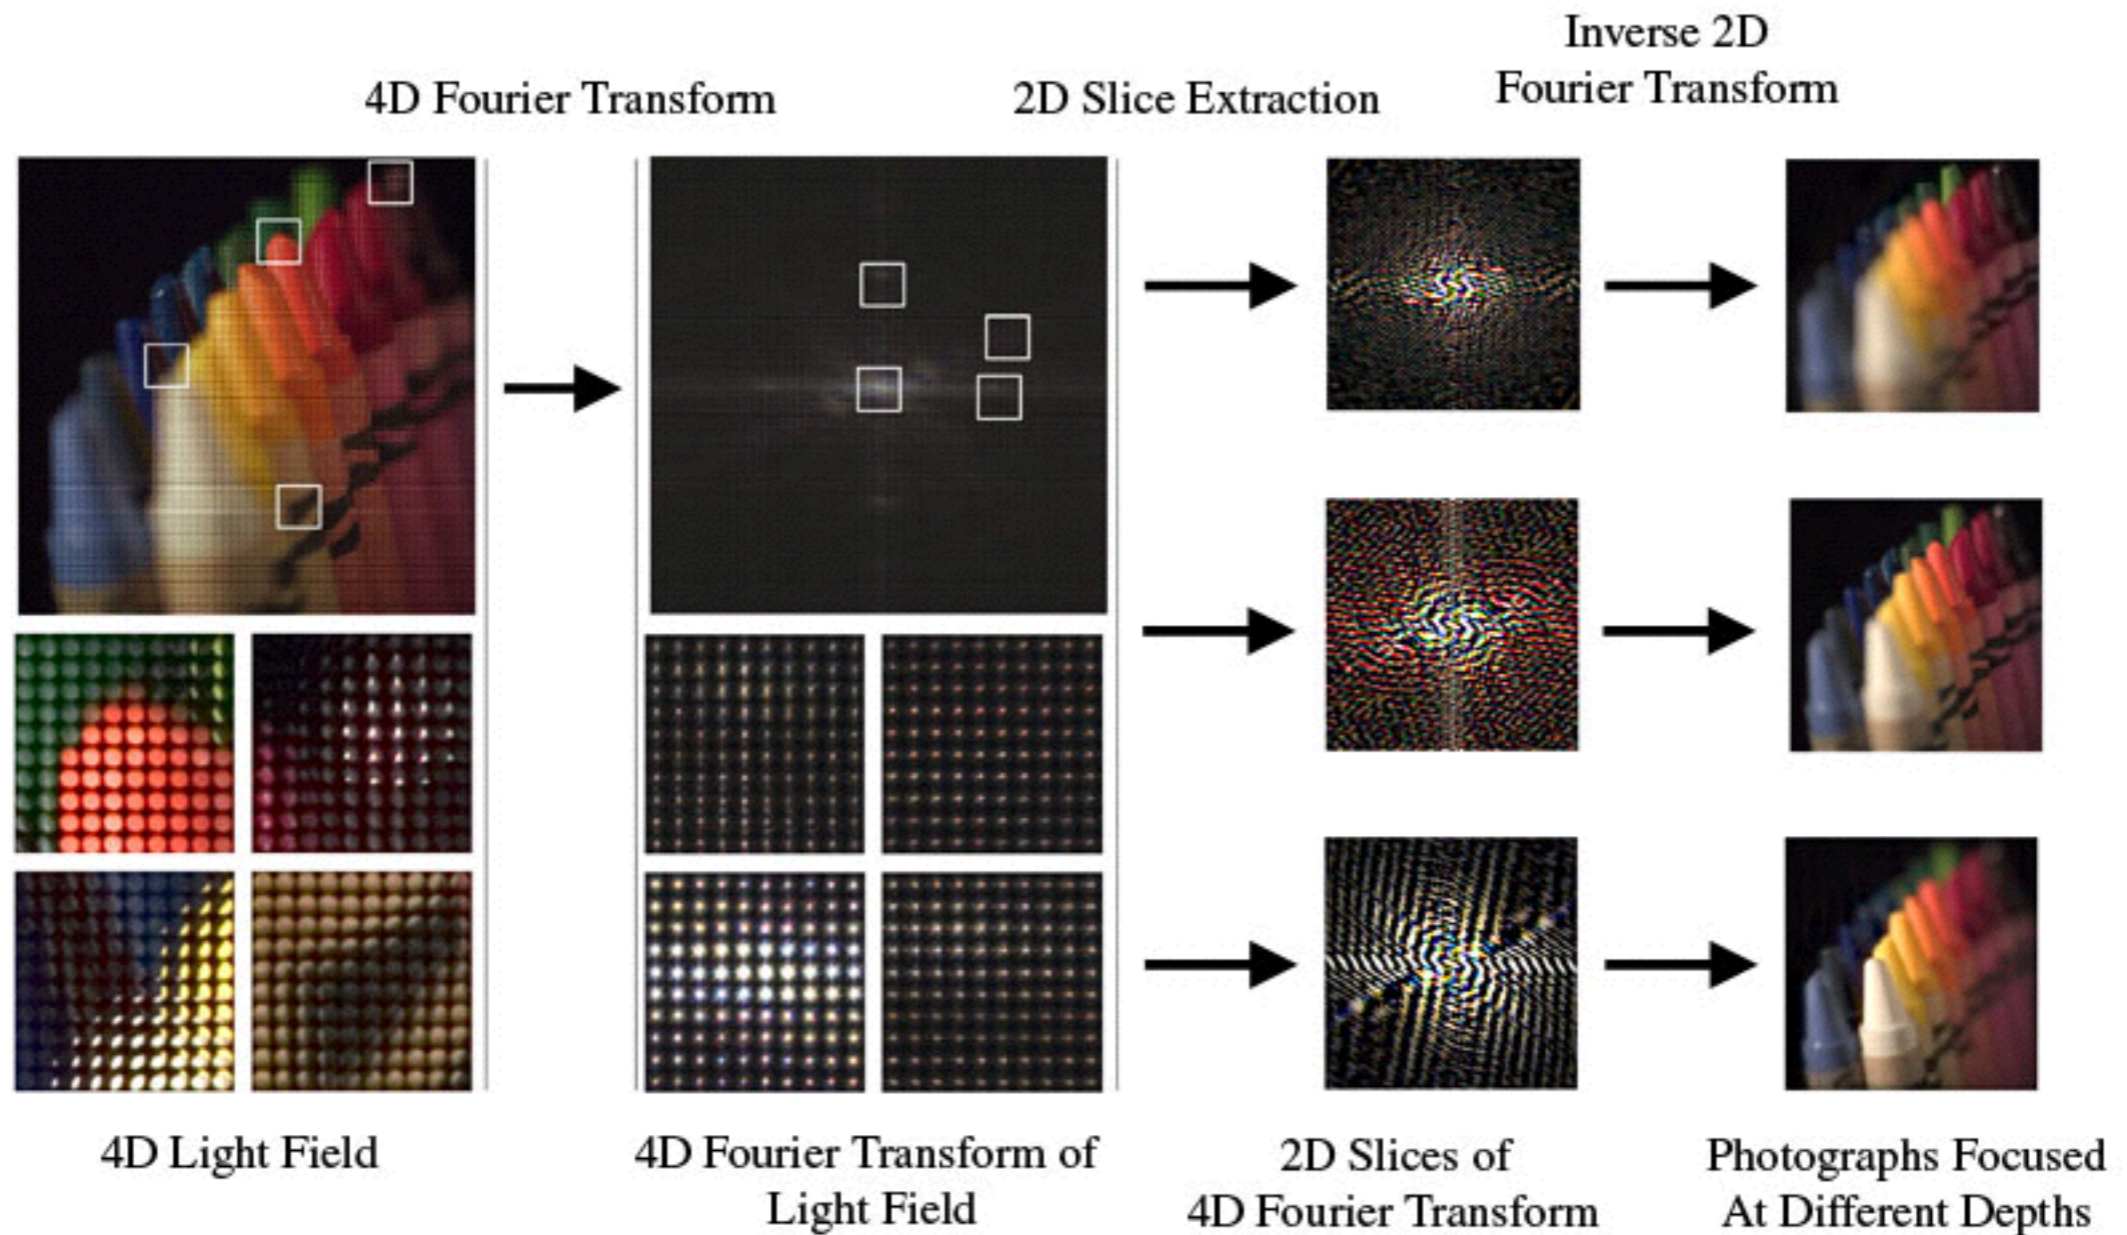 Inverse 2D
Fourier Transform
4D Fourier Transform
2D Slice Extraction
4D Light Field
4D Fourier Transform of
Light Field
2D Slices of
4D Fourier Transform
Photographs Focused
At Different Depths